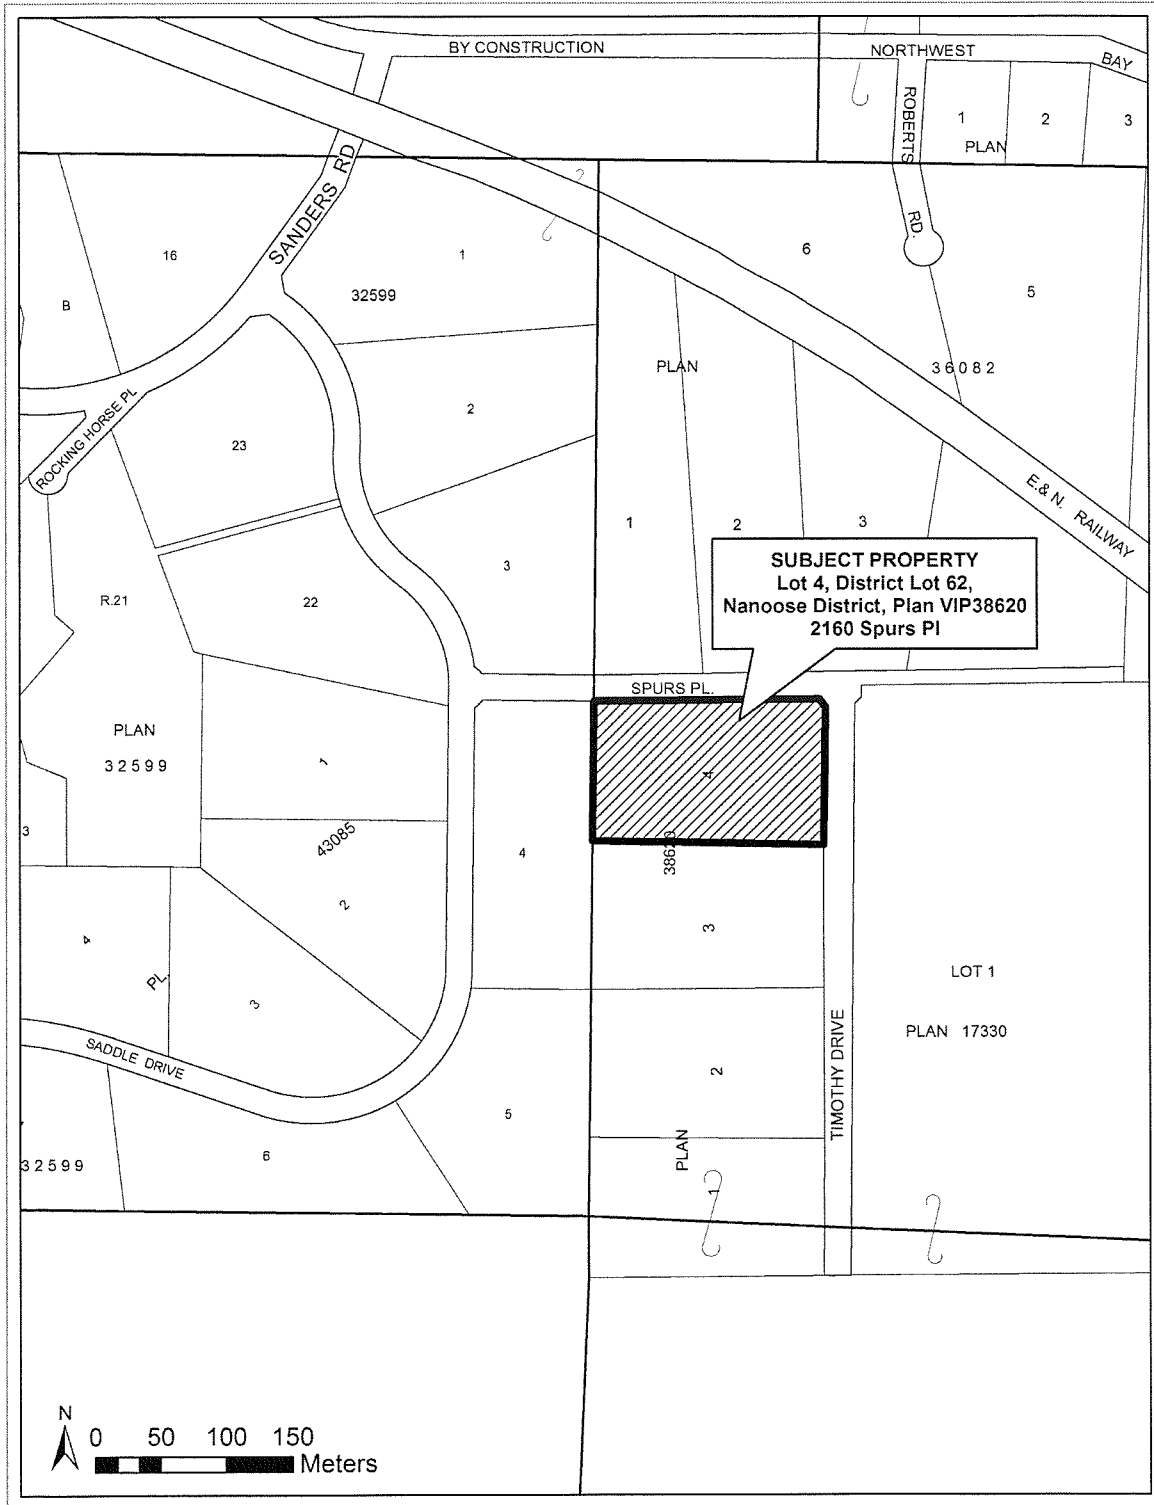 BY CONSTRUCTION
NORTHWEST
BAY
ROBERTS
RD.
1
2
3
PLAN
SANDERS RD
16
1
6
5
B
32599
PLAN
36082
2
ROCKING HORSE PL
23
1
2
3
E.& N. RAILWAY
3
R.21
22
SUBJECT PROPERTY
Lot 4, District Lot 62,
Nanoose District, Plan VIP38620
2160 Spurs Pl
SPURS PL.
PLAN
32599
1
4
3
43085
4
38620
2
4
PL.
3
3
LOT 1
PLAN 17330
SADDLE DRIVE
TIMOTHY DRIVE
2
5
32599
6
PLAN
1
N
0 50 100 150
Meters